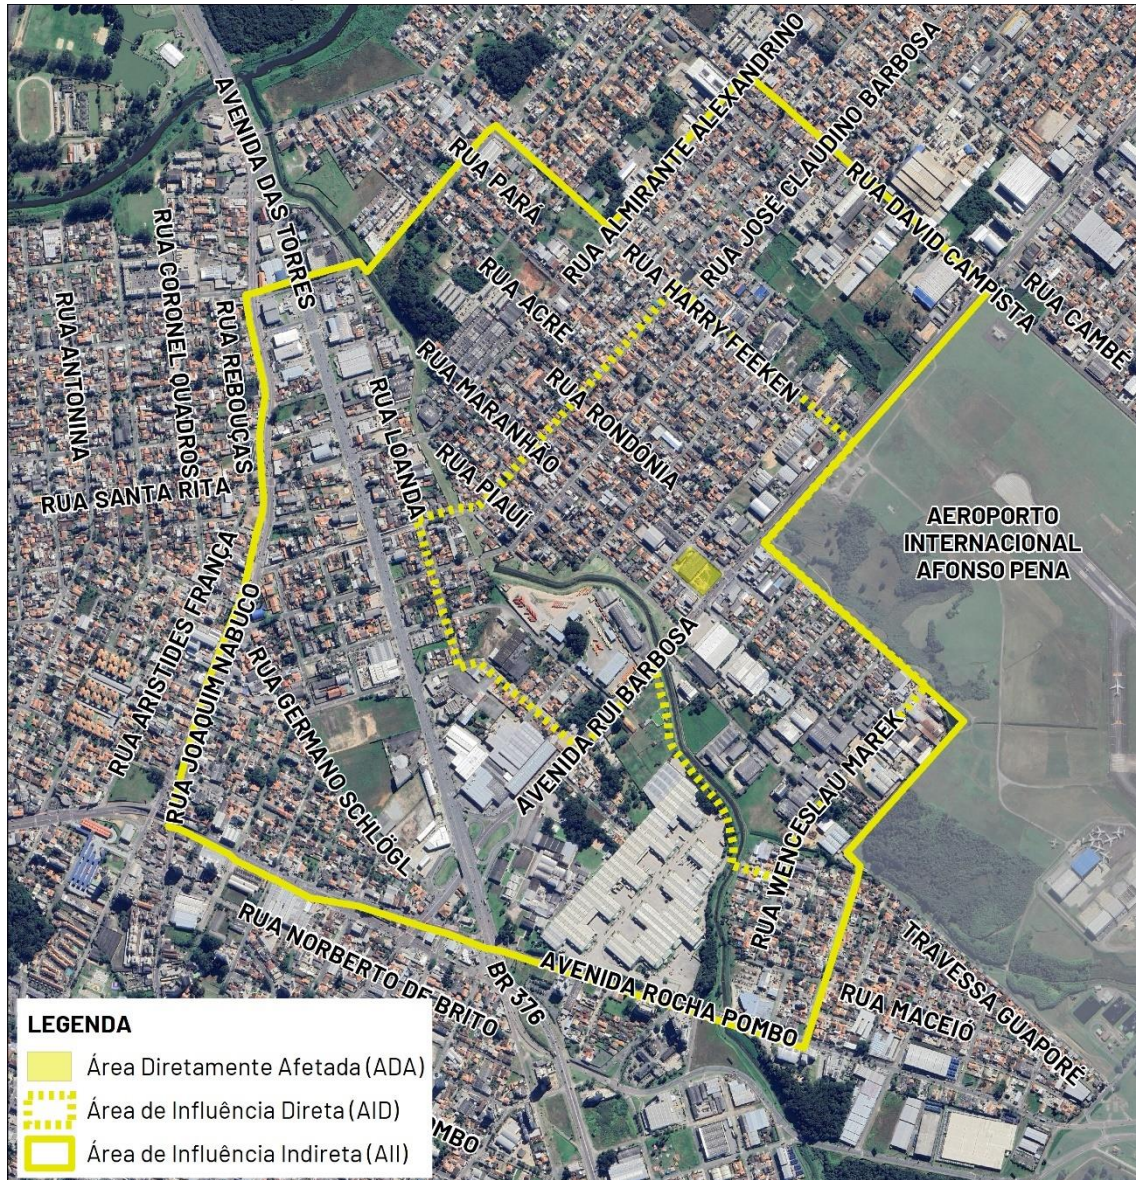 AVENIDA DAS TORRES
RUA PARÁ
RUA ALMIRANTE ALEXANDRINO
RUA JOSÉ CLAUDINO BARBOSA
RUA DAVID CAMPISTA
RUA CAMBÉ
RUA HARRY FEEKEN
RUA ACRE
RUA ANTONINA
RUA CORONEL QUADROS
RUA REBOUÇAS
RUA LOANDA
RUA MARANHÃO
RUA RONDÔNIA
RUA PIAUÍ
RUA SANTA RITA
AEROPORTO
INTERNACIONAL
AFONSO PENA
RUA ARISTIDES FRANÇA
RUA JOAQUIM NABUCO
RUA GERMANO SCHLÖGL
AVENIDA RUI BARBOSA
RUA WENCESLAU MAREK
RUA NORBERTO DE BRITO
BR 376
AVENIDA ROCHA POMBO
RUA MACEIÓ
TRAVESSA GUAPORÉ
OMBO
LEGENDA
Área Diretamente Afetada (ADA)
Área de Influência Direta (AID)
Área de Influência Indireta (AII)